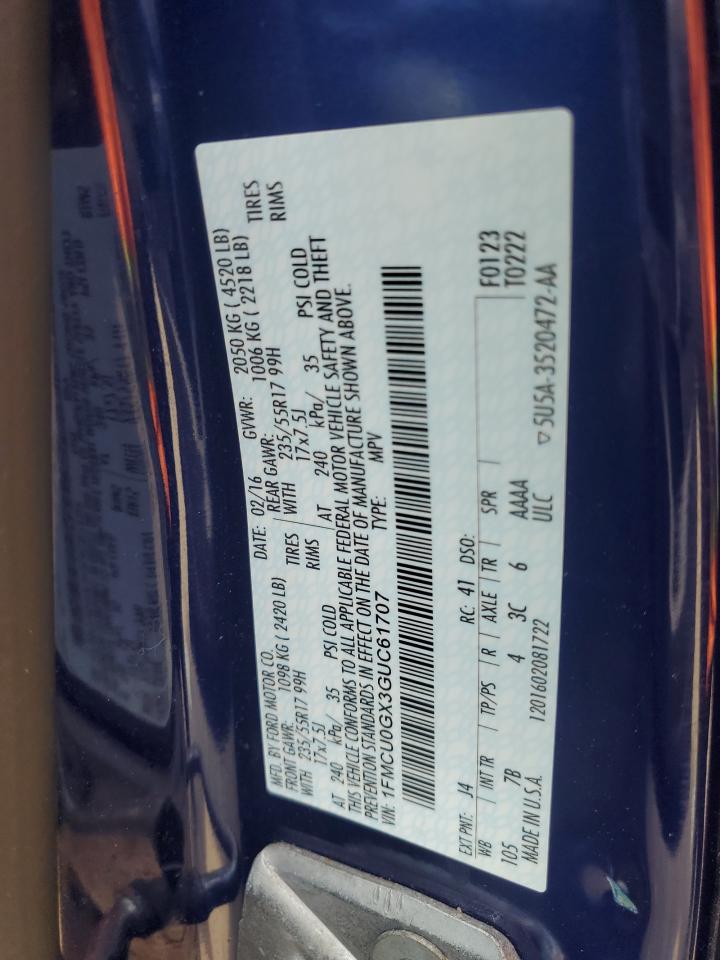 MFD. BY FORD MOTOR CO. DATE: 02/16 GVWR: 2050 KG ( 4520 LB)
FRONT GAWR: 1098 KG ( 2420 LB) REAR GAWR: 1006 KG ( 2218 LB)
WITH 235/55R17 99H TIRES WITH 235/55R17 99H TIRES
17x7.5J RIMS 17x7.5J RIMS
AT 240 kPa/ 35 PSI COLD AT 240 kPa/ 35 PSI COLD
THIS VEHICLE CONFORMS TO ALL APPLICABLE FEDERAL MOTOR VEHICLE SAFETY AND THEFT
PREVENTION STANDARDS IN EFFECT ON THE DATE OF MANUFACTURE SHOWN ABOVE.
VIN: 1FMCU0GX3GUC61707 TYPE: MPV
EXT PNT: J4 RC: 41 DSO: F0123
WB INT TR TP/PS R AXLE TR SPR T0222
105 7B 4 3C 6 AAAA
MADE IN U.S.A. 1201602081722 ULC ▽5U5A-3520472-AA